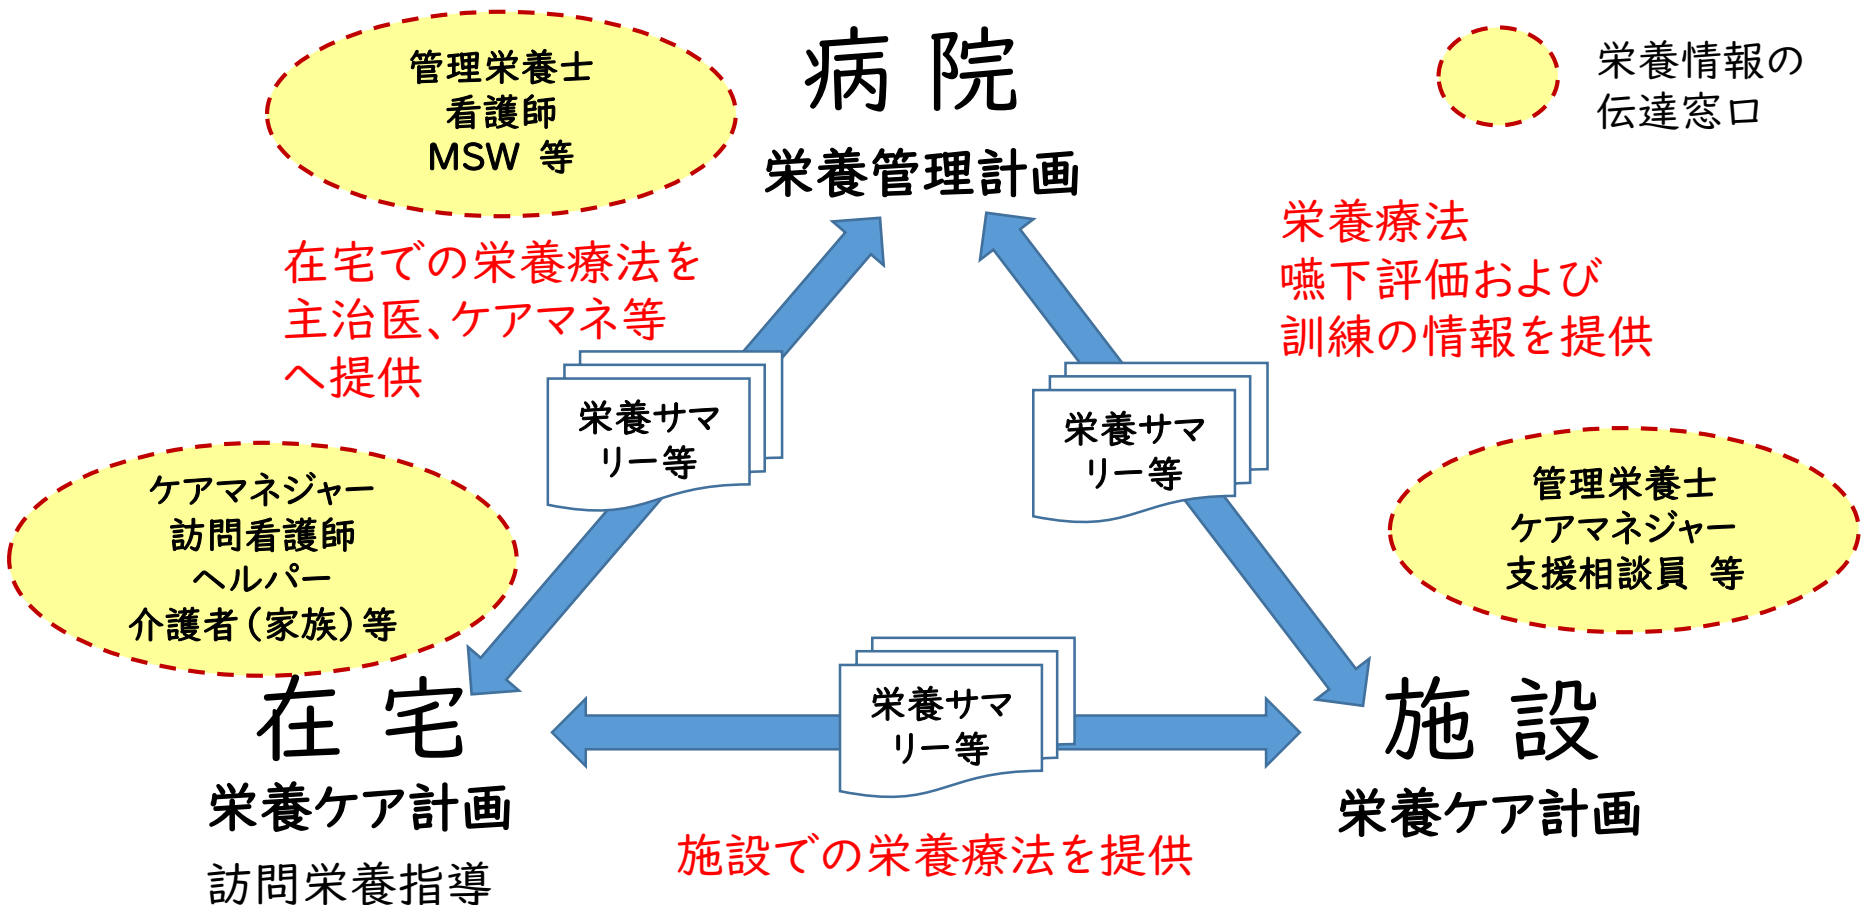 管理栄養士
看護師
MSW 等
病 院
栄養管理計画
栄養情報の
伝達窓口
在宅での栄養療法を
主治医、ケアマネ等
へ提供
栄養療法
嚥下評価および
訓練の情報を提供
栄養サマ
リー等
栄養サマ
リー等
ケアマネジャー
訪問看護師
ヘルパー
介護者(家族)等
管理栄養士
ケアマネジャー
支援相談員 等
栄養サマ
リー等
在 宅
栄養ケア計画
訪問栄養指導
施 設
栄養ケア計画
施設での栄養療法を提供